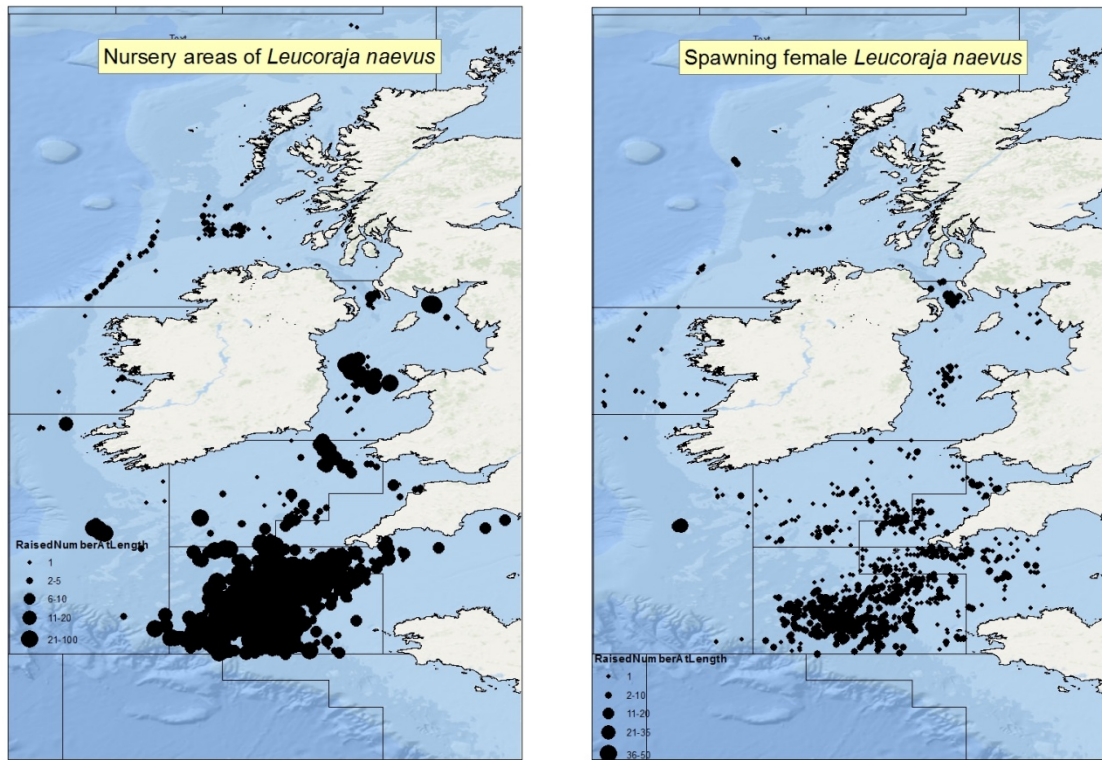 Text
Nursery areas of Leucoraja naevus
RaisedNumberAtLength
1
2-5
6-10
11-20
21-100
Spawning female Leucoraja naevus
RaisedNumberAtLength
1
2-10
11-20
21-35
36-50